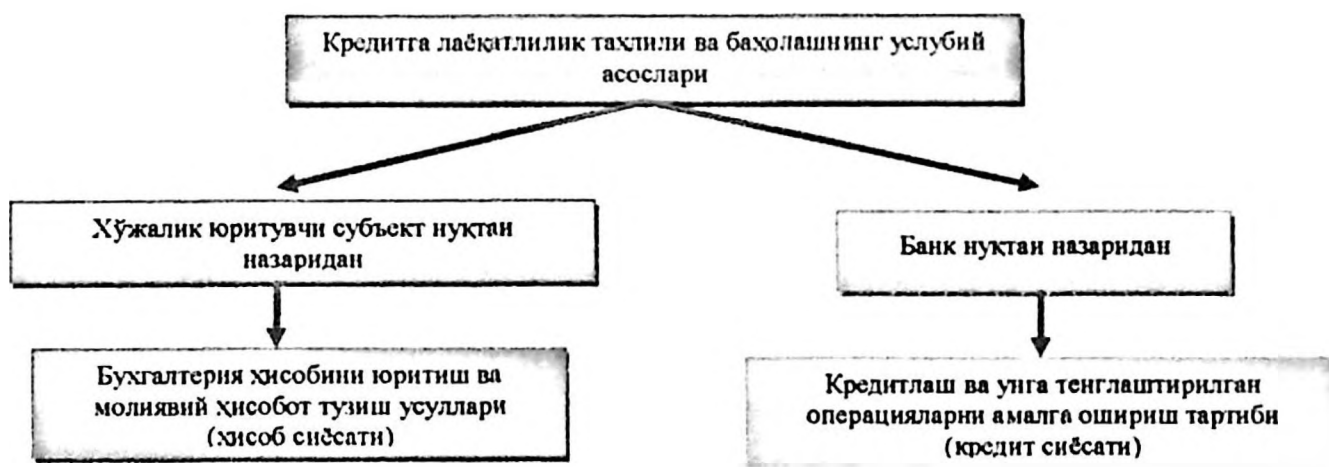 Кредитга лаёқатлилик таҳлили ва баҳолашнинг услубий
асослари
Хўжалик юритувчи субъект нуқтаи
назаридан
Банк нуқтаи назаридан
Бухгалтерия ҳисобини юритиш ва
молиявий ҳисобот тузиш усуллари
(ҳисоб сиёсати)
Кредитлаш ва унга тенглаштирилган
операцияларни амалга ошириш тартиби
(кредит сиёсати)